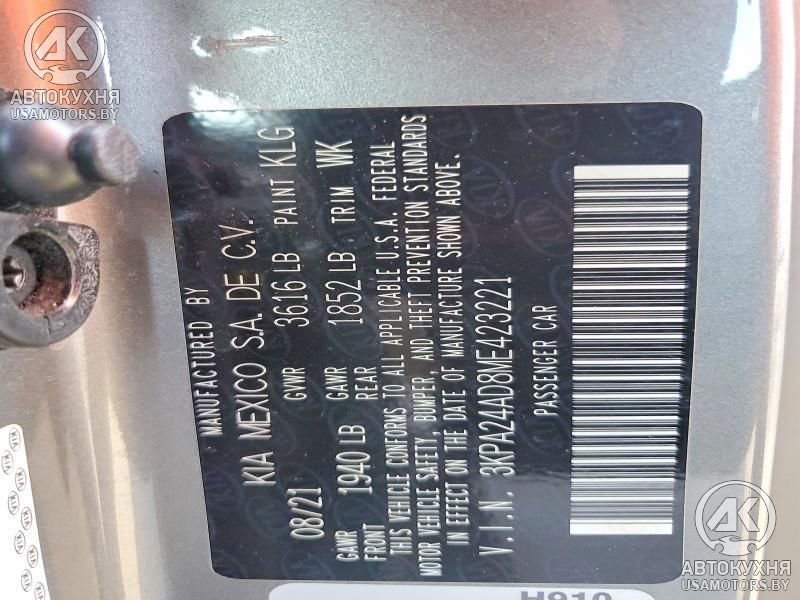 MANUFACTURED BY
KIA MEXICO S.A. DE C.V.
08/21 GVWR 3616 LB PAINT KLG
GAWR FRONT 1940 LB GAWR REAR 1852 LB TRIM WK
THIS VEHICLE CONFORMS TO ALL APPLICABLE U.S.A. FEDERAL
MOTOR VEHICLE SAFETY, BUMPER, AND THEFT PREVENTION STANDARDS
IN EFFECT ON THE DATE OF MANUFACTURE SHOWN ABOVE.
V.I.N. 3KPA24AD8ME423221
PASSENGER CAR
AK
АВТОКУХНЯ
USAMOTORS.BY
AK
АВТОКУХНЯ
USAMOTORS.BY